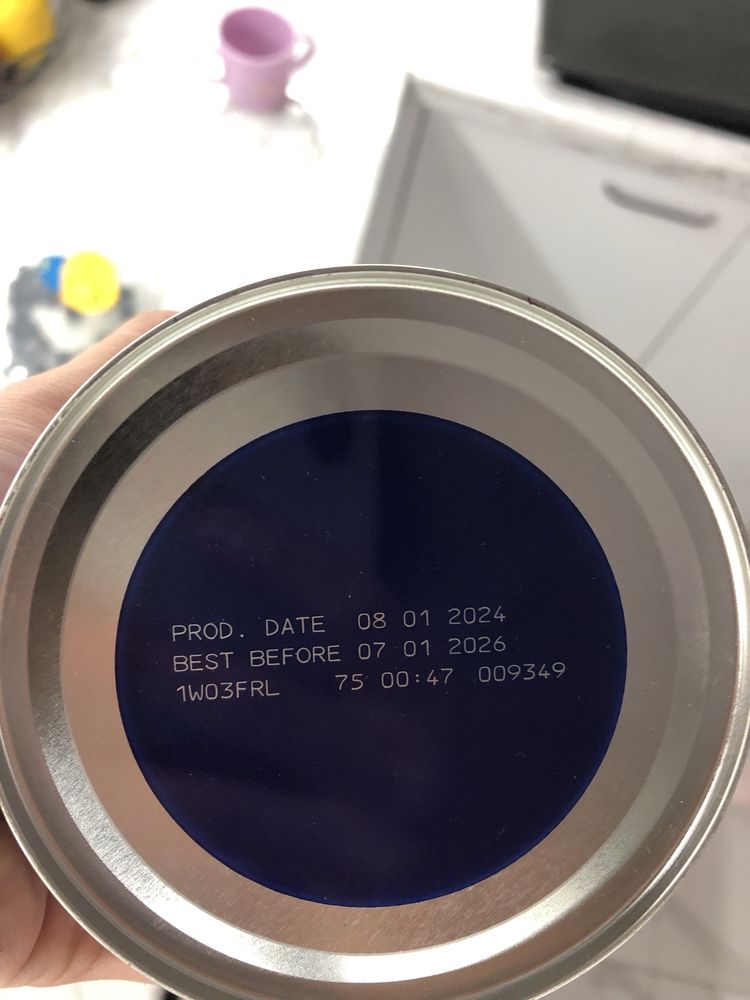 PROD. DATE 08 01 2024
BEST BEFORE 07 01 2026
1W03FRL 75 00:47 009349